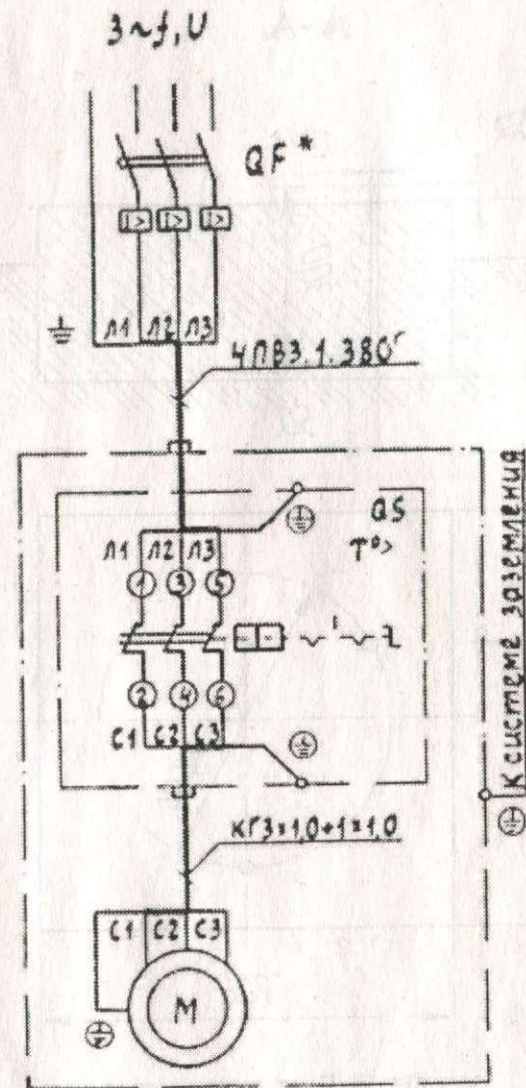 3~f, U
QF*
I> I> I>
Л1 Л2 Л3
4ПВ3.1.380г
QS
T°>
Л1 Л2 Л3
1 3 5
2 4 6
С1 С2 С3
К системе заземления
КГ3×1,0+1×1,0
С1 С2 С3
М